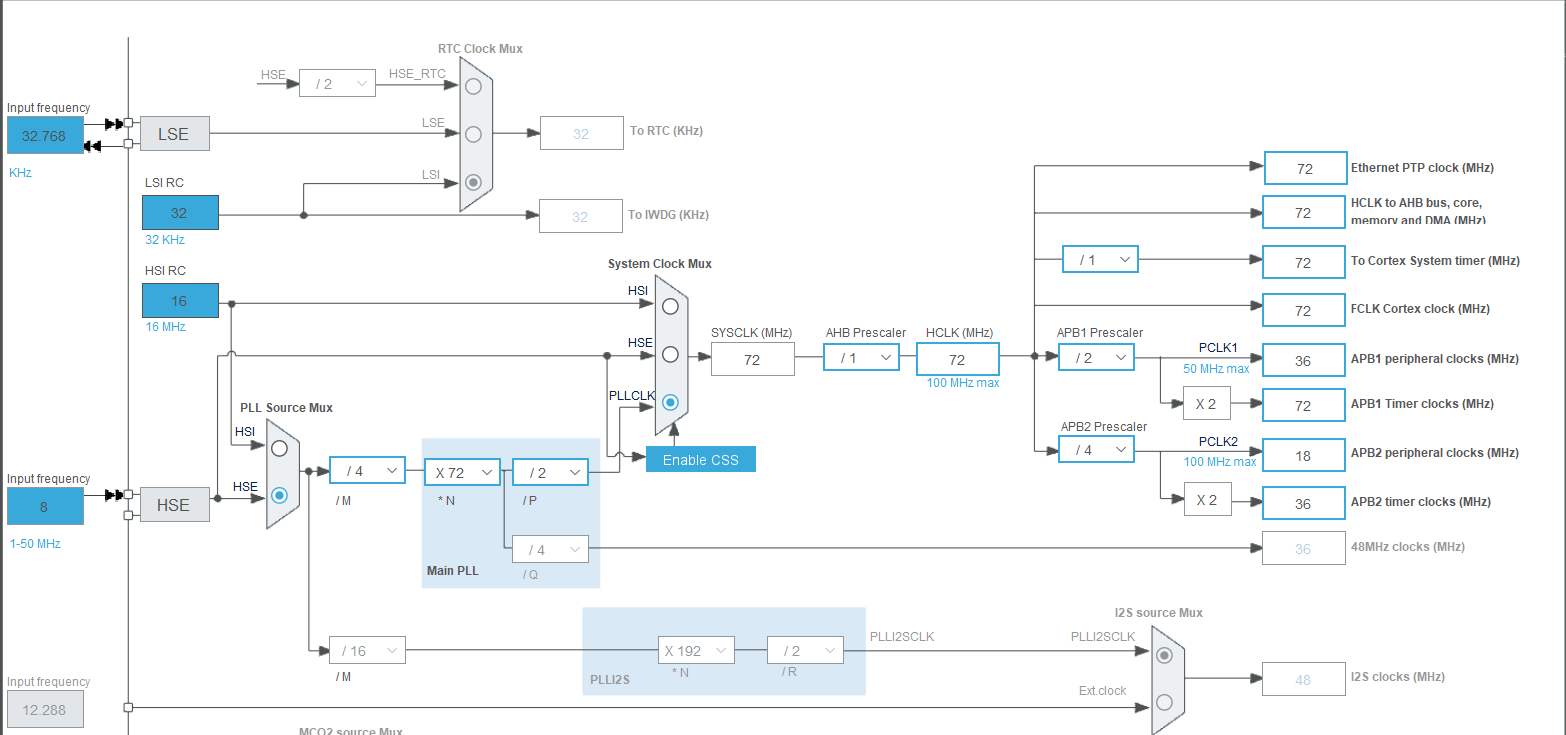 RTC Clock Mux
HSE
/ 2
HSE_RTC
Input frequency
32.768
KHz
LSE
LSE
32
To RTC (KHz)
LSI RC
32
32 KHz
LSI
32
To IWDG (KHz)
HSI RC
16
16 MHz
System Clock Mux
HSI
HSE
PLLCLK
Enable CSS
SYSCLK (MHz)
72
AHB Prescaler
/ 1
HCLK (MHz)
72
100 MHz max
72
Ethernet PTP clock (MHz)
72
HCLK to AHB bus, core,
memory and DMA (MHz)
/ 1
72
To Cortex System timer (MHz)
72
FCLK Cortex clock (MHz)
APB1 Prescaler
/ 2
PCLK1
50 MHz max
36
APB1 peripheral clocks (MHz)
X 2
72
APB1 Timer clocks (MHz)
APB2 Prescaler
/ 4
PCLK2
100 MHz max
18
APB2 peripheral clocks (MHz)
X 2
36
APB2 timer clocks (MHz)
36
48MHz clocks (MHz)
PLL Source Mux
HSI
HSE
Input frequency
8
1-50 MHz
HSE
/ 4
/ M
X 72
* N
/ 2
/ P
/ 4
/ Q
Main PLL
/ 16
/ M
X 192
* N
/ 2
/ R
PLLI2S
PLLI2SCLK
I2S source Mux
PLLI2SCLK
Ext.clock
48
I2S clocks (MHz)
Input frequency
12.288
MCO2 source Mux